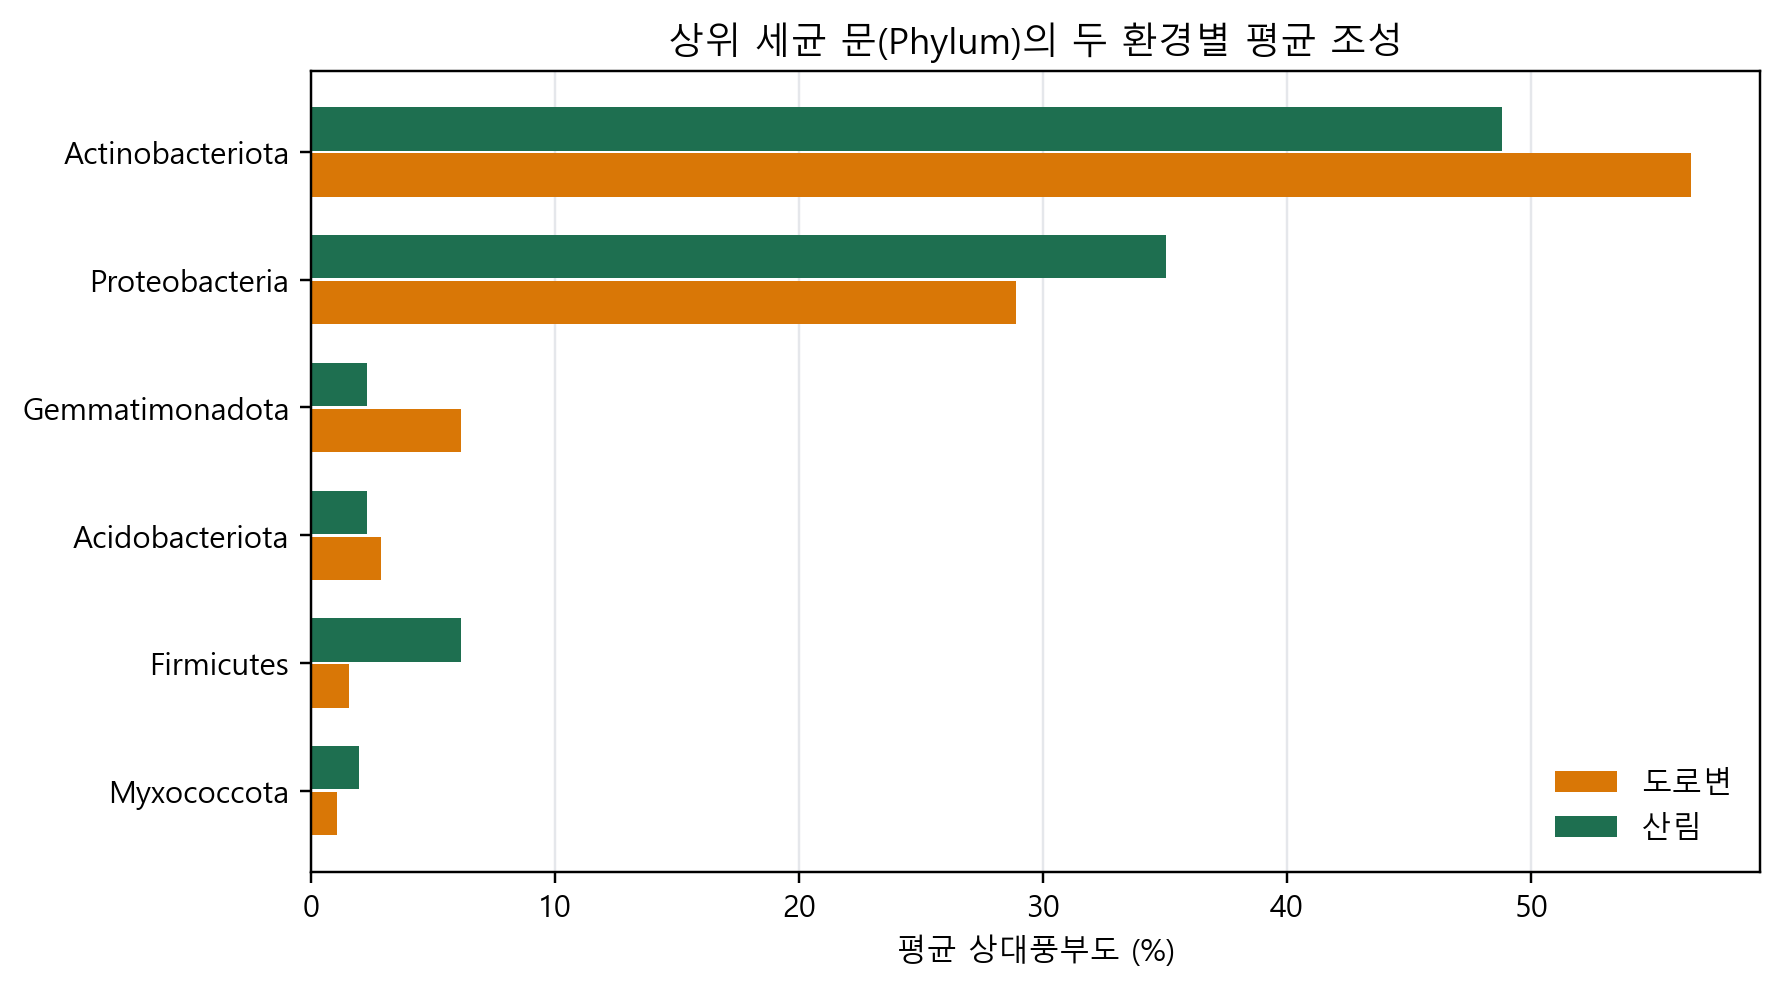 상위 세균 문(Phylum)의 두 환경별 평균 조성
Actinobacteriota
Proteobacteria
Gemmatimonadota
Acidobacteriota
Firmicutes
Myxococcota
도로변
산림
0 10 20 30 40 50
평균 상대풍부도 (%)